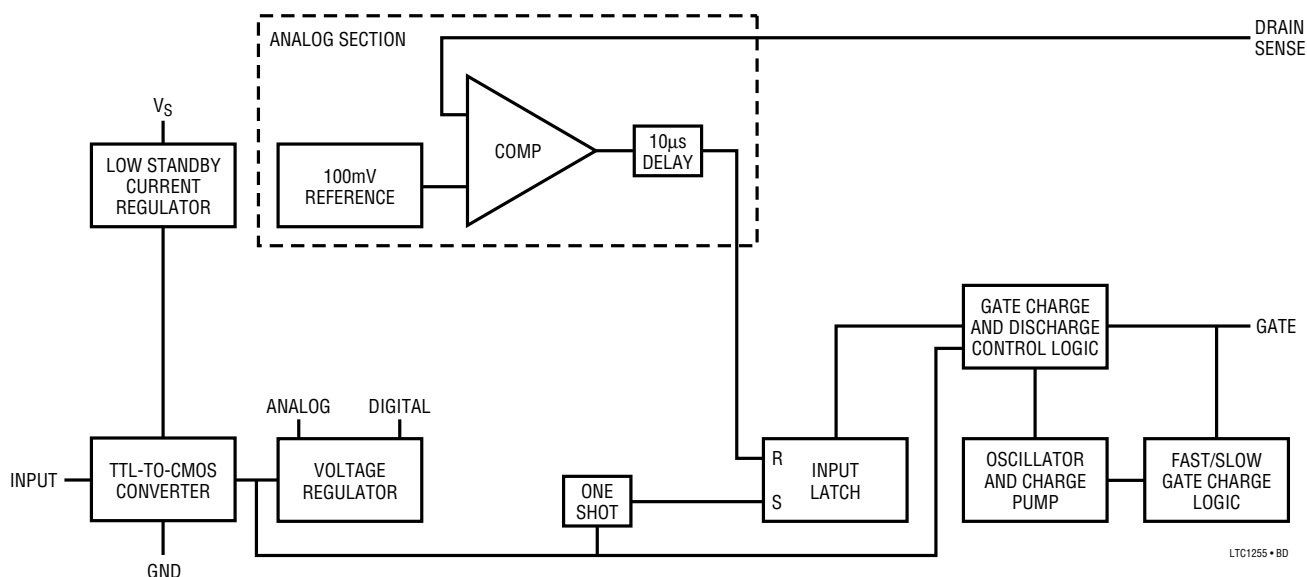 ANALOG SECTION
DRAIN
SENSE
VS
LOW STANDBY
CURRENT
REGULATOR
100mV
REFERENCE
COMP
10μs
DELAY
GATE CHARGE
AND DISCHARGE
CONTROL LOGIC
GATE
ANALOG
DIGITAL
INPUT
TTL-TO-CMOS
CONVERTER
VOLTAGE
REGULATOR
GND
ONE
SHOT
R
S
INPUT
LATCH
OSCILLATOR
AND CHARGE
PUMP
FAST/SLOW
GATE CHARGE
LOGIC
LTC1255 • BD